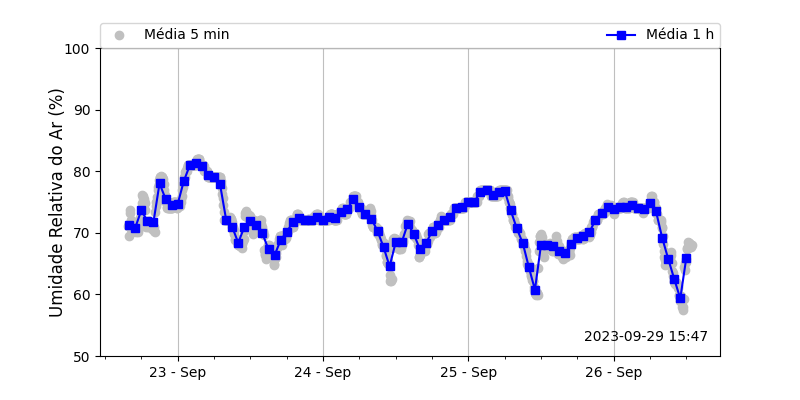 Média 5 min
Média 1 h
Umidade Relativa do Ar (%)
100
90
80
70
60
50
2023-09-29 15:47
23 - Sep
24 - Sep
25 - Sep
26 - Sep